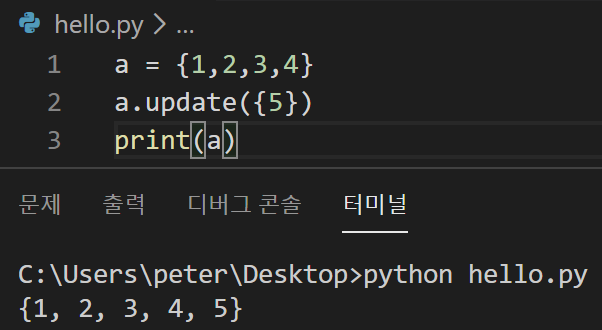 hello.py > ...
1 a = {1,2,3,4}
2 a.update({5})
3 print(a)
문제 출력 디버그 콘솔 터미널
C:\Users\peter\Desktop>python hello.py
{1, 2, 3, 4, 5}